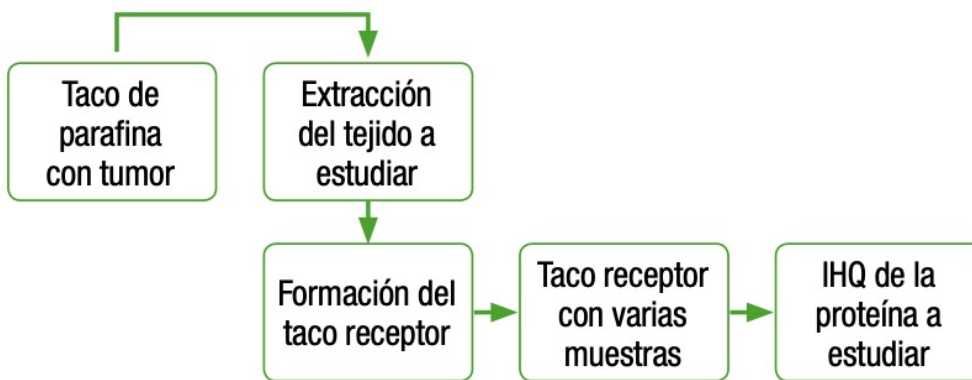 Taco de
parafina
con tumor
Extracción
del tejido a
estudiar
Formación del
taco receptor
Taco receptor
con varias
muestras
IHQ de la
proteína a
estudiar